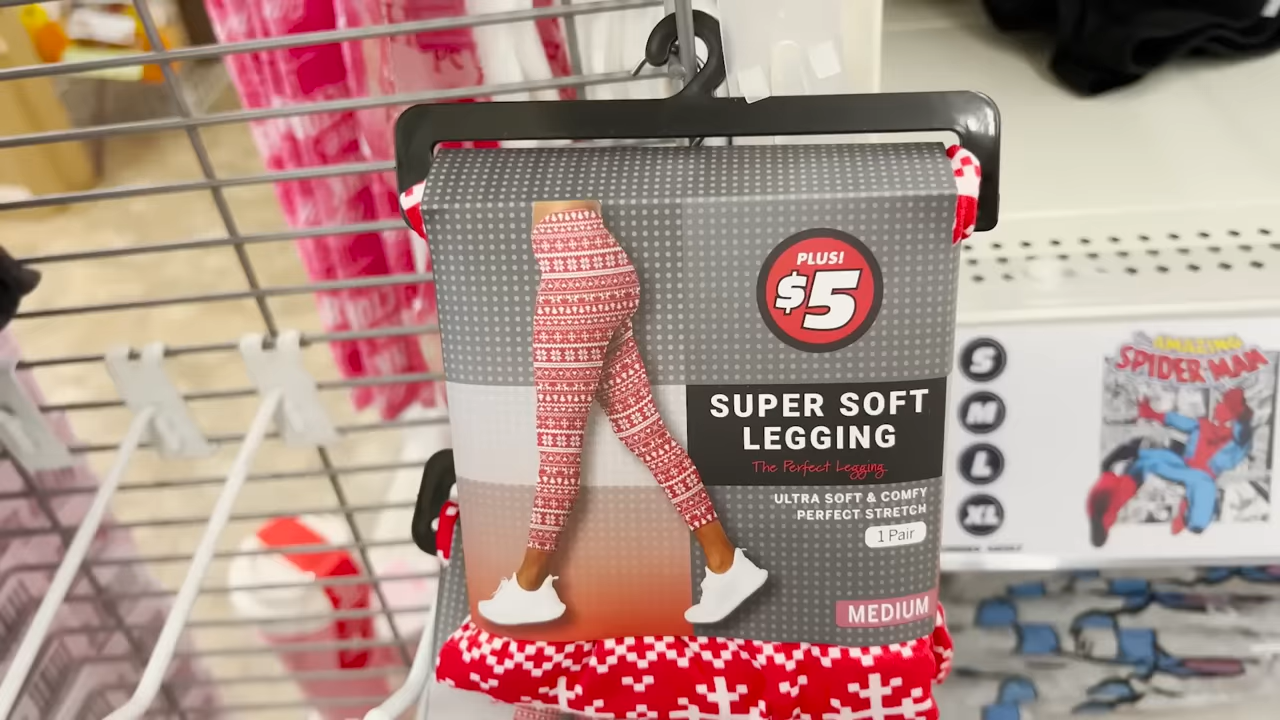 PLUS!
$5
SUPER SOFT
LEGGING
The Perfect Legging.
ULTRA SOFT & COMFY
PERFECT STRETCH
1 Pair
MEDIUM
S
M
L
XL
AMAZING
SPIDER-MAN